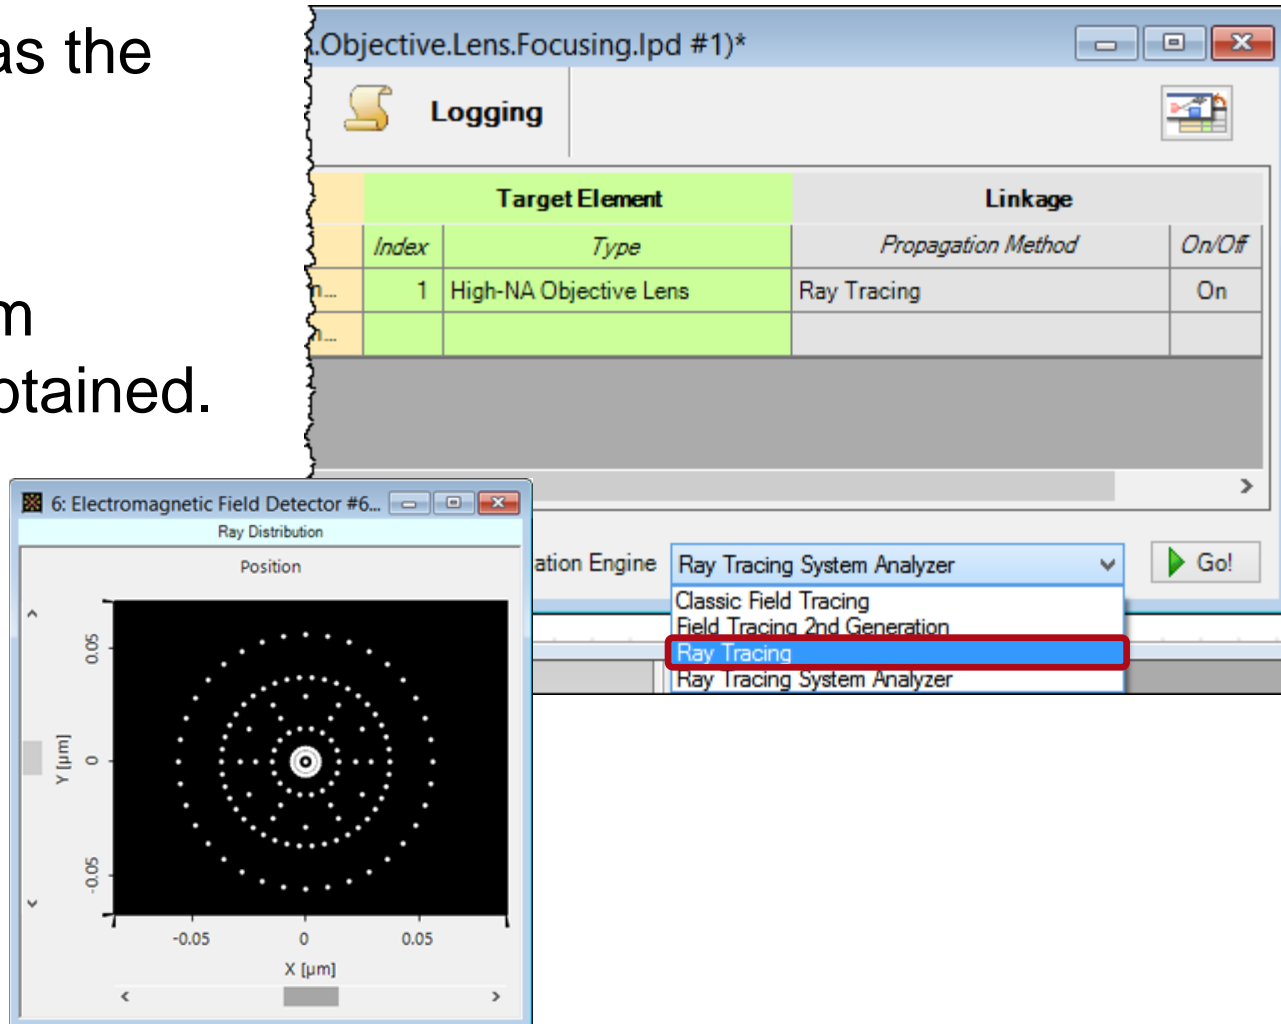 as the
.Objective.Lens.Focusing.lpd #1)*
Logging
Target Element Linkage
Index Type Propagation Method On/Off
1 High-NA Objective Lens Ray Tracing On
btained.
6: Electromagnetic Field Detector #6...
Ray Distribution
Position
ation Engine Ray Tracing System Analyzer Go!
Classic Field Tracing
Field Tracing 2nd Generation
Ray Tracing
Ray Tracing System Analyzer
0.05
0
-0.05
Y [µm]
-0.05 0 0.05
X [µm]